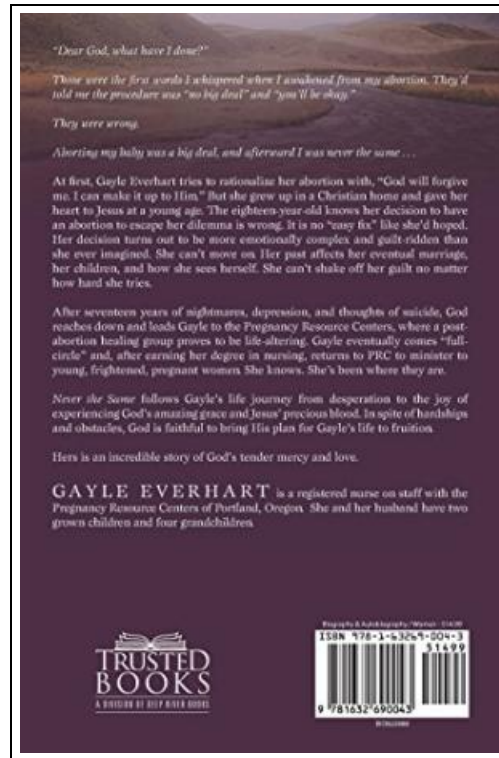 "Dear God, what have I done?"
Those were the first words I whispered when I awakened from my abortion. They'd
told me the procedure was "no big deal" and "you'll be okay."
They were wrong.
Aborting my baby was a big deal, and afterward I was never the same . . .
At first, Gayle Everhart tries to rationalize her abortion with, "God will forgive
me. I can make it up to Him." But she grew up in a Christian home and gave her
heart to Jesus at a young age. The eighteen-year-old knows her decision to have
an abortion to escape her dilemma is wrong. It is no "easy fix" like she'd hoped.
Her decision turns out to be more emotionally complex and guilt-ridden than
she ever imagined. She can't move on. Her past affects her eventual marriage,
her children, and how she sees herself. She can't shake off her guilt no matter
how hard she tries.
After seventeen years of nightmares, depression, and thoughts of suicide, God
reaches down and leads Gayle to the Pregnancy Resource Centers, where a post-
abortion healing group proves to be life-altering. Gayle eventually comes "full-
circle" and, after earning her degree in nursing, returns to PRC to minister to
young, frightened, pregnant women. She knows. She's been where they are.
Never the Same follows Gayle's life journey from desperation to the joy of
experiencing God's amazing grace and Jesus' precious blood. In spite of hardships
and obstacles, God is faithful to bring His plan for Gayle's life to fruition.
Hers is an incredible story of God's tender mercy and love.
GAYLE EVERHART is a registered nurse on staff with the
Pregnancy Resource Centers of Portland, Oregon. She and her husband have two
grown children and four grandchildren.
TRUSTED
BOOKS
A DIVISION OF DEEP RIVER BOOKS
Biography & Autobiography / Women
ISBN 978-1-63269-004-3
51499
9 781632 690043